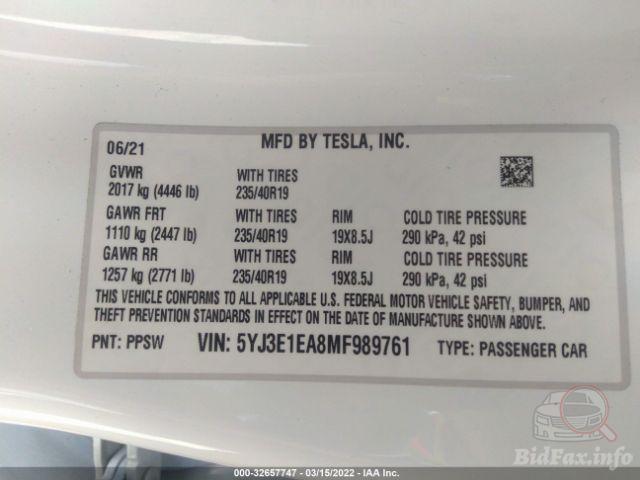 06/21 MFD BY TESLA, INC.
GVWR WITH TIRES
2017 kg (4446 lb) 235/40R19
GAWR FRT WITH TIRES RIM COLD TIRE PRESSURE
1110 kg (2447 lb) 235/40R19 19X8.5J 290 kPa, 42 psi
GAWR RR WITH TIRES RIM COLD TIRE PRESSURE
1257 kg (2771 lb) 235/40R19 19X8.5J 290 kPa, 42 psi
THIS VEHICLE CONFORMS TO ALL APPLICABLE U.S. FEDERAL MOTOR VEHICLE SAFETY, BUMPER, AND
THEFT PREVENTION STANDARDS IN EFFECT ON THE DATE OF MANUFACTURE SHOWN ABOVE.
PNT: PPSW VIN: 5YJ3E1EA8MF989761 TYPE: PASSENGER CAR
BidFax.info
000-32657747 - 03/15/2022 - IAA Inc.